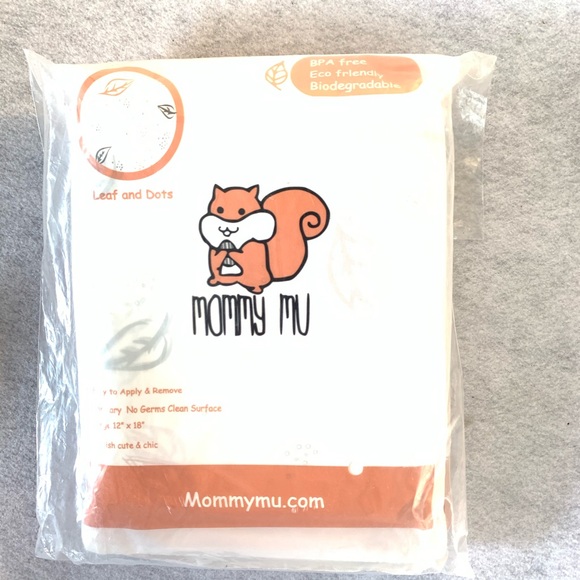 BPA free
Eco friendly
Biodegradable
Leaf and Dots
MOMMY MU
to Apply & Remove
No Germs Clean Surface
12" x 18"
cute & chic
Mommymu.com